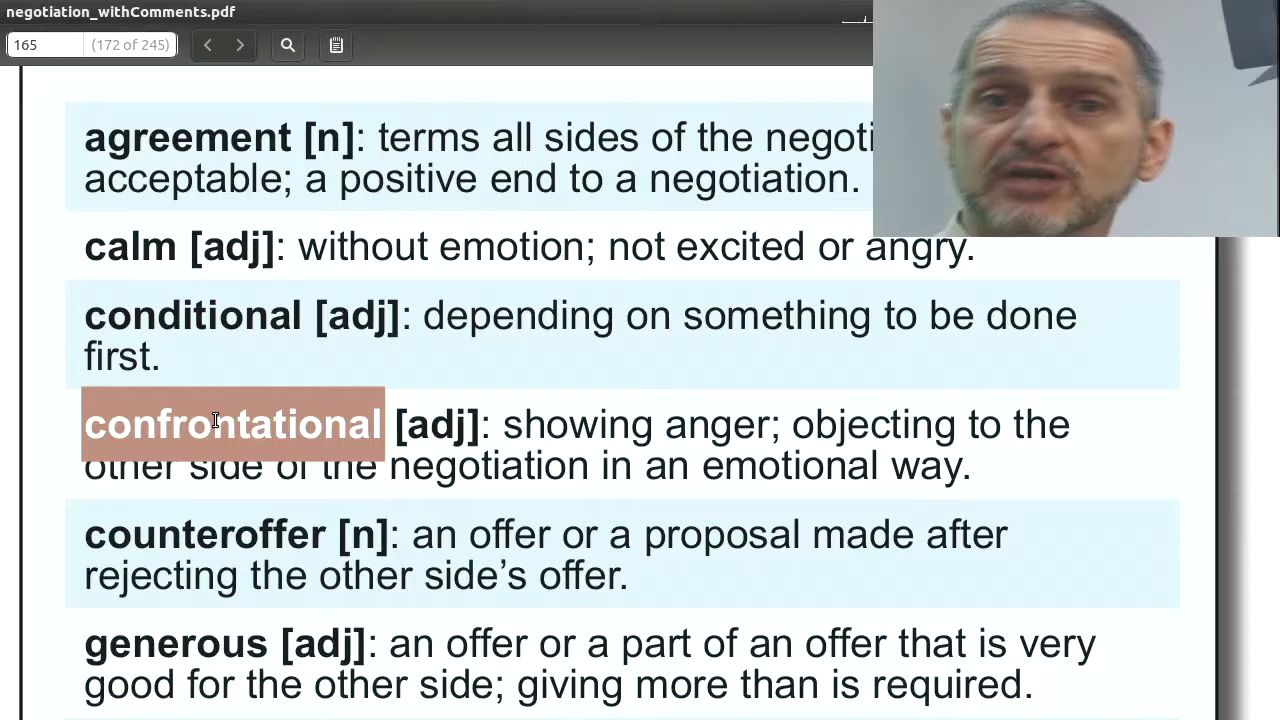 negotiation_withComments.pdf
165 (172 of 245)
agreement [n]: terms all sides of the
acceptable; a positive end to a negotiation.
calm [adj]: without emotion; not excited or angry.
conditional [adj]: depending on something to be done
first.
confrontational [adj]: showing anger; objecting to the
other side of the negotiation in an emotional way.
counteroffer [n]: an offer or a proposal made after
rejecting the other side’s offer.
generous [adj]: an offer or a part of an offer that is very
good for the other side; giving more than is required.